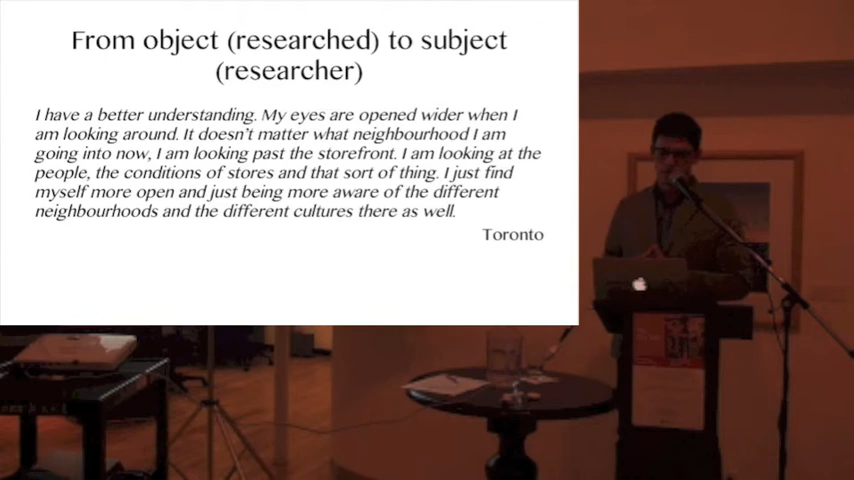 From object (researched) to subject
(researcher)
I have a better understanding. My eyes are opened wider when I
am looking around. It doesn't matter what neighbourhood I am
going into now, I am looking past the storefront. I am looking at the
people, the conditions of stores and that sort of thing. I just find
myself more open and just being more aware of the different
neighbourhoods and the different cultures there as well.
Toronto